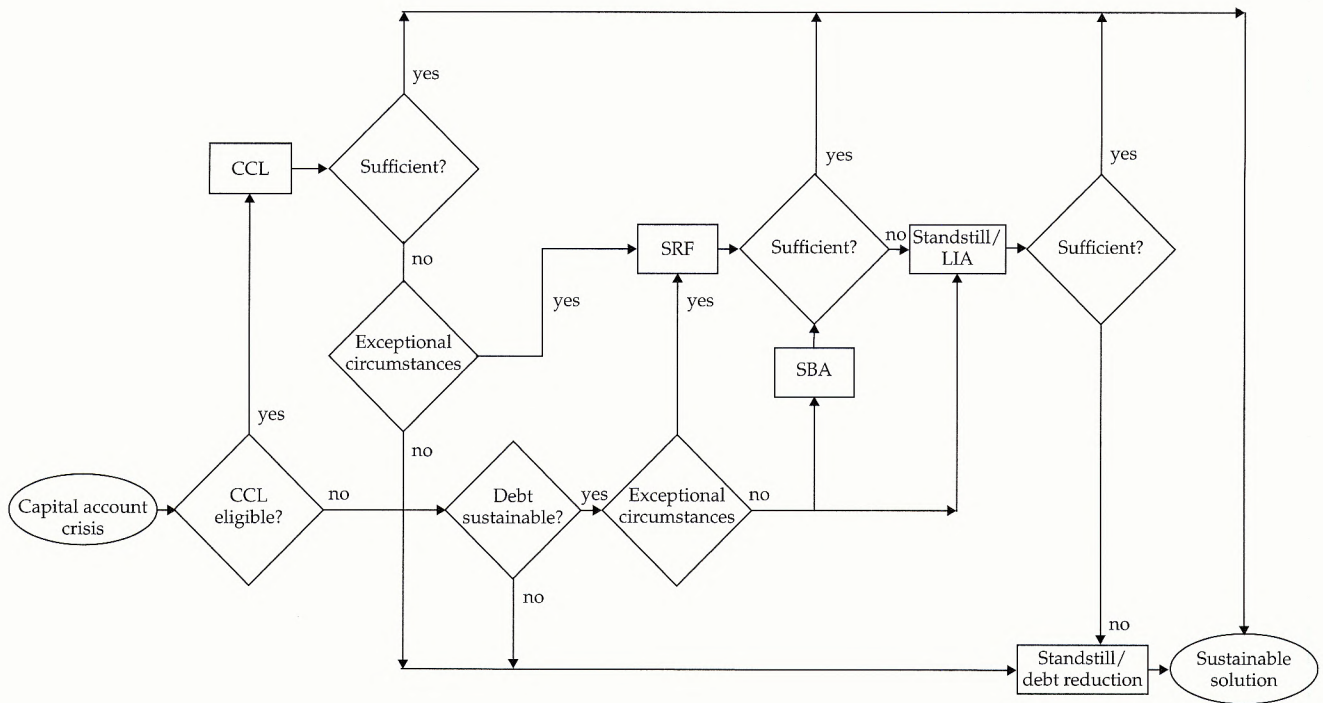 yes
CCL
Sufficient?
yes
yes
no
SRF
Sufficient?
no
Standstill/
LIA
Sufficient?
yes
yes
Exceptional
circumstances
SBA
yes
no
CCL
eligible?
no
Debt
sustainable?
yes
Exceptional
circumstances
no
Capital account
crisis
no
no
Standstill/
debt reduction
Sustainable
solution